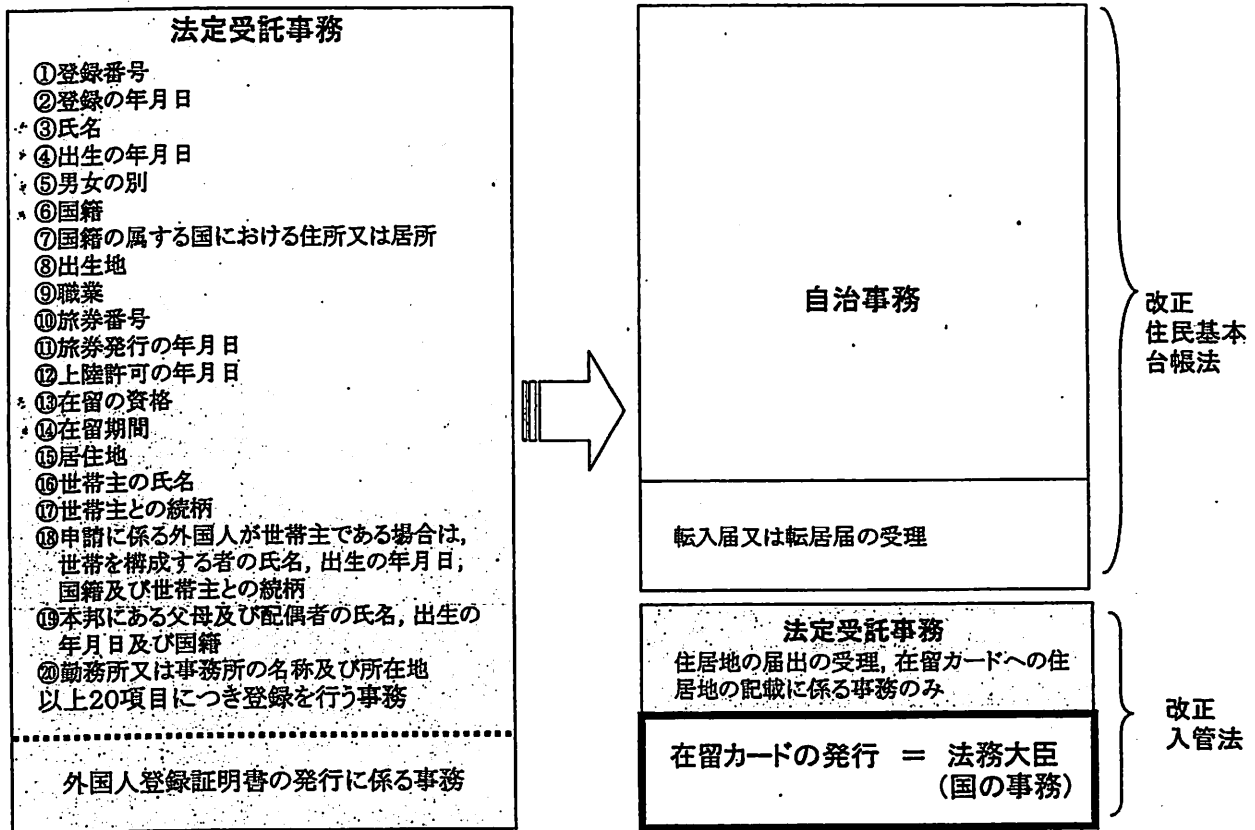 法定受託事務
①登録番号
②登録の年月日
③氏名
④出生の年月日
⑤男女の別
⑥国籍
⑦国籍の属する国における住所又は居所
⑧出生地
⑨職業
⑩旅券番号
⑪旅券発行の年月日
⑫上陸許可の年月日
⑬在留の資格
⑭在留期間
⑮居住地
⑯世帯主の氏名
⑰世帯主との続柄
⑱申請に係る外国人が世帯主である場合は,
世帯を構成する者の氏名, 出生の年月日,
国籍及び世帯主との続柄
⑲本邦にある父母及び配偶者の氏名, 出生の
年月日及び国籍
⑳勤務所又は事務所の名称及び所在地
以上20項目につき登録を行う事務
外国人登録証明書の発行に係る事務
自治事務
転入届又は転居届の受理
改正
住民基本
台帳法
法定受託事務
住居地の届出の受理, 在留カードへの住
居地の記載に係る事務のみ
在留カードの発行 = 法務大臣
(国の事務)
改正
入管法